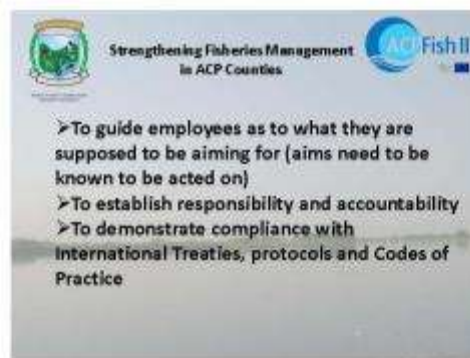 Strengthening Fisheries Management
in ACP Counties
ACP Fish II
➢To guide employees as to what they are
supposed to be aiming for (aims need to be
known to be acted on)
➢To establish responsibility and accountability
➢To demonstrate compliance with
International Treaties, protocols and Codes of
Practice